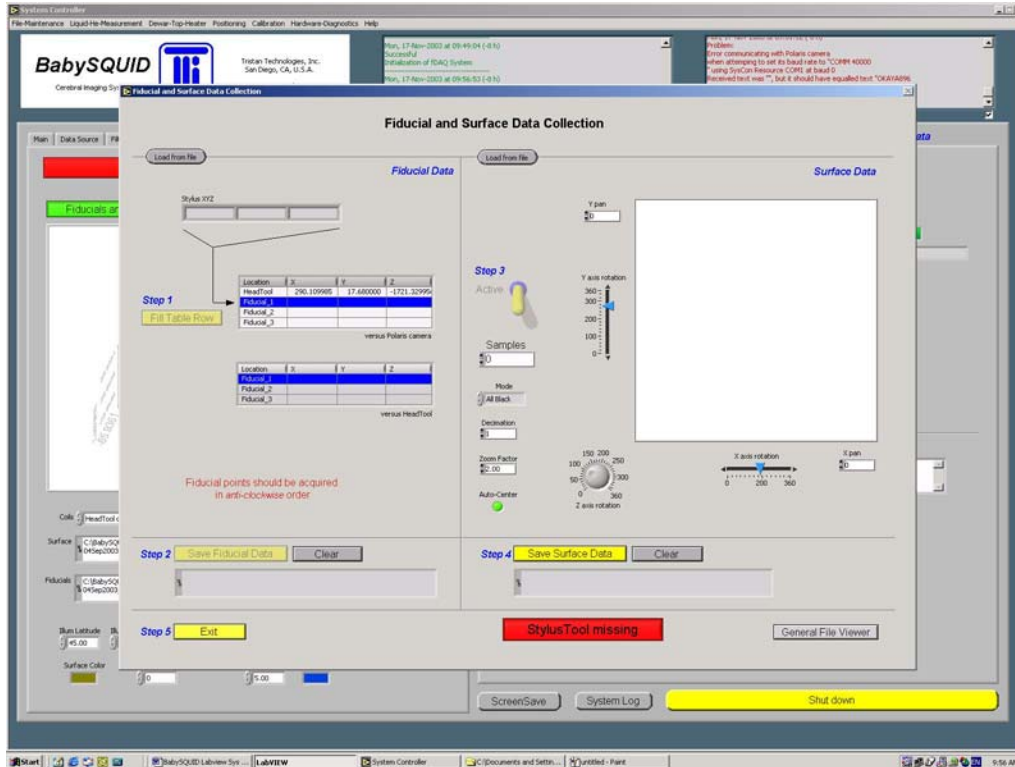 System Controller
File-Maintenance Liquid-He-Measurement Dewar-Top-Heater Positioning Calibration Hardware-Diagnostics Help
BabySQUID
Tristan Technologies, Inc.
San Diego, CA, U.S.A.
Cerebral Imaging Sy
Mon, 17-Nov-2003 at 09:49:04 (-8 h)
Successful
Initialization of fDAQ System
Mon, 17-Nov-2003 at 09:56:53 (-8 h)
Problem:
Error communicating with Polaris camera
when attempting to set its baud rate to "COMM 40000
" using SysCon Resource COM1 at baud 0
Received text was "", but it should have equalled text "OKAYA896
Fiducial and Surface Data Collection
Fiducial and Surface Data Collection
Main Data Source
ata
Load from file
Fiducial Data
Load from file
Surface Data
Fiducials an
Stylus XYZ
Y pan
0
Step 3
Active
Y axis rotation
360
300
200
100
0
Location X Y Z
HeadTool 290.109985 17.680000 -1721.32995
Fiducial_1
Fiducial_2
Fiducial_3
Step 1
Fill Table Row
versus Polaris camera
Samples
0
Location X Y Z
Fiducial_1
Fiducial_2
Fiducial_3
versus HeadTool
Mode
All Black
Decimation
1
Zoom Factor
2.00
Auto-Center
150 200
100 250
50 300
0 360
Z axis rotation
X axis rotation
0 200 360
X pan
0
Fiducial points should be acquired
in anti-clockwise order
Coils HeadTool c
Surface C:\BabySQ
04Sep2003
Fiducials C:\BabySQ
04Sep2003
Step 2 Save Fiducial Data Clear
Step 4 Save Surface Data Clear
Illum Latitude
45.00
Step 5 Exit
StylusTool missing
General File Viewer
Surface Color
0
5.00
ScreenSave System Log Shut down
Start BabySQUID Labview Sys ... LabVIEW System Controller C:\Documents and Settin... untitled - Paint 9:56 AM